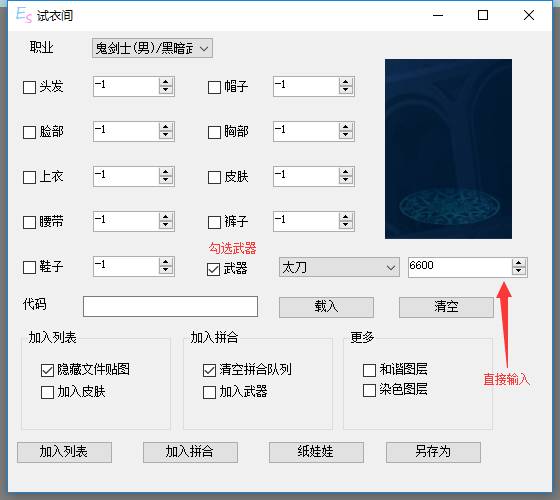 ES 试衣间
职业 鬼剑士(男)/黑暗武
头发 -1 帽子 -1
脸部 -1 胸部 -1
上衣 -1 皮肤 -1
腰带 -1 裤子 -1
勾选武器
鞋子 -1 武器 太刀 6600
代码 载入 清空
加入列表 加入拼合 更多
隐藏文件贴图 清空拼合队列 和谐图层
加入皮肤 加入武器 染色图层
直接输入
加入列表 加入拼合 纸娃娃 另存为